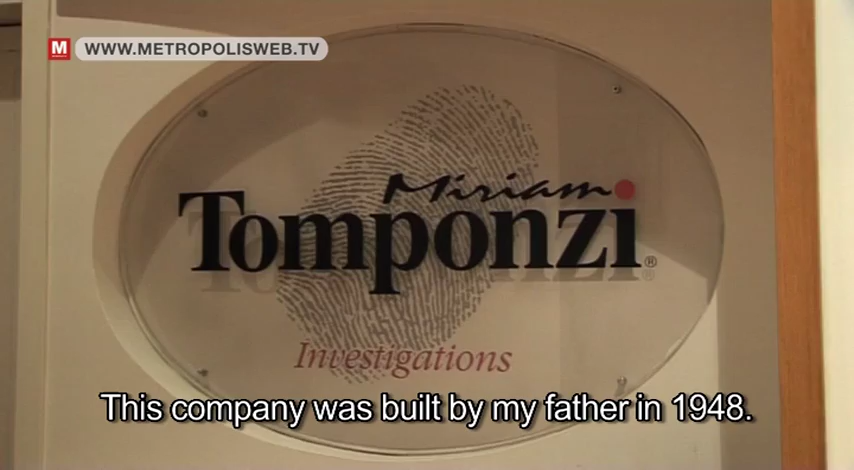 M WWW.METROPOLISWEB.TV
Miriam
Tomponzi®
Investigations
This company was built by my father in 1948.